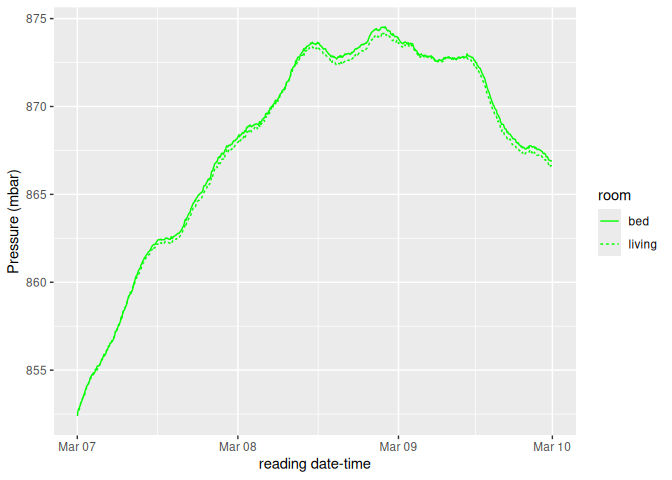 875
870
865
860
855
Pressure (mbar)
Mar 07
Mar 08
Mar 09
Mar 10
reading date-time
room
bed
living